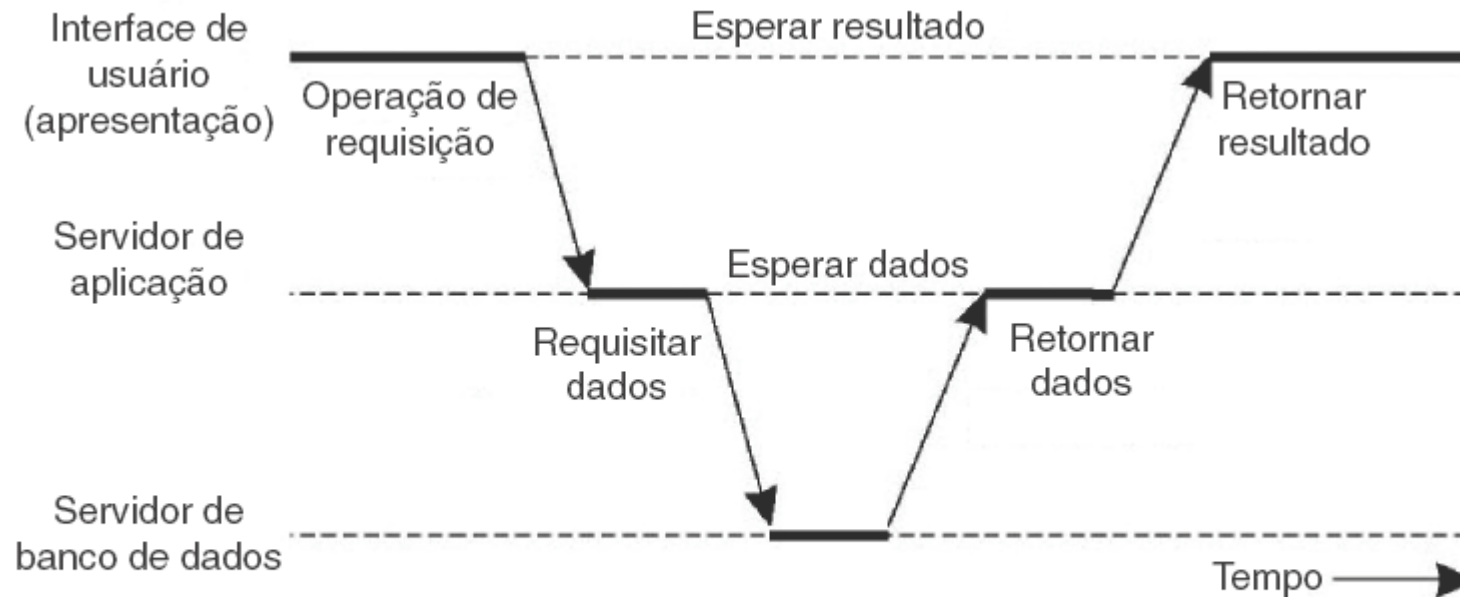 Interface de
usuário
(apresentação)
Esperar resultado
Operação de
requisição
Retornar
resultado
Servidor de
aplicação
Esperar dados
Requisitar
dados
Retornar
dados
Servidor de
banco de dados
Tempo